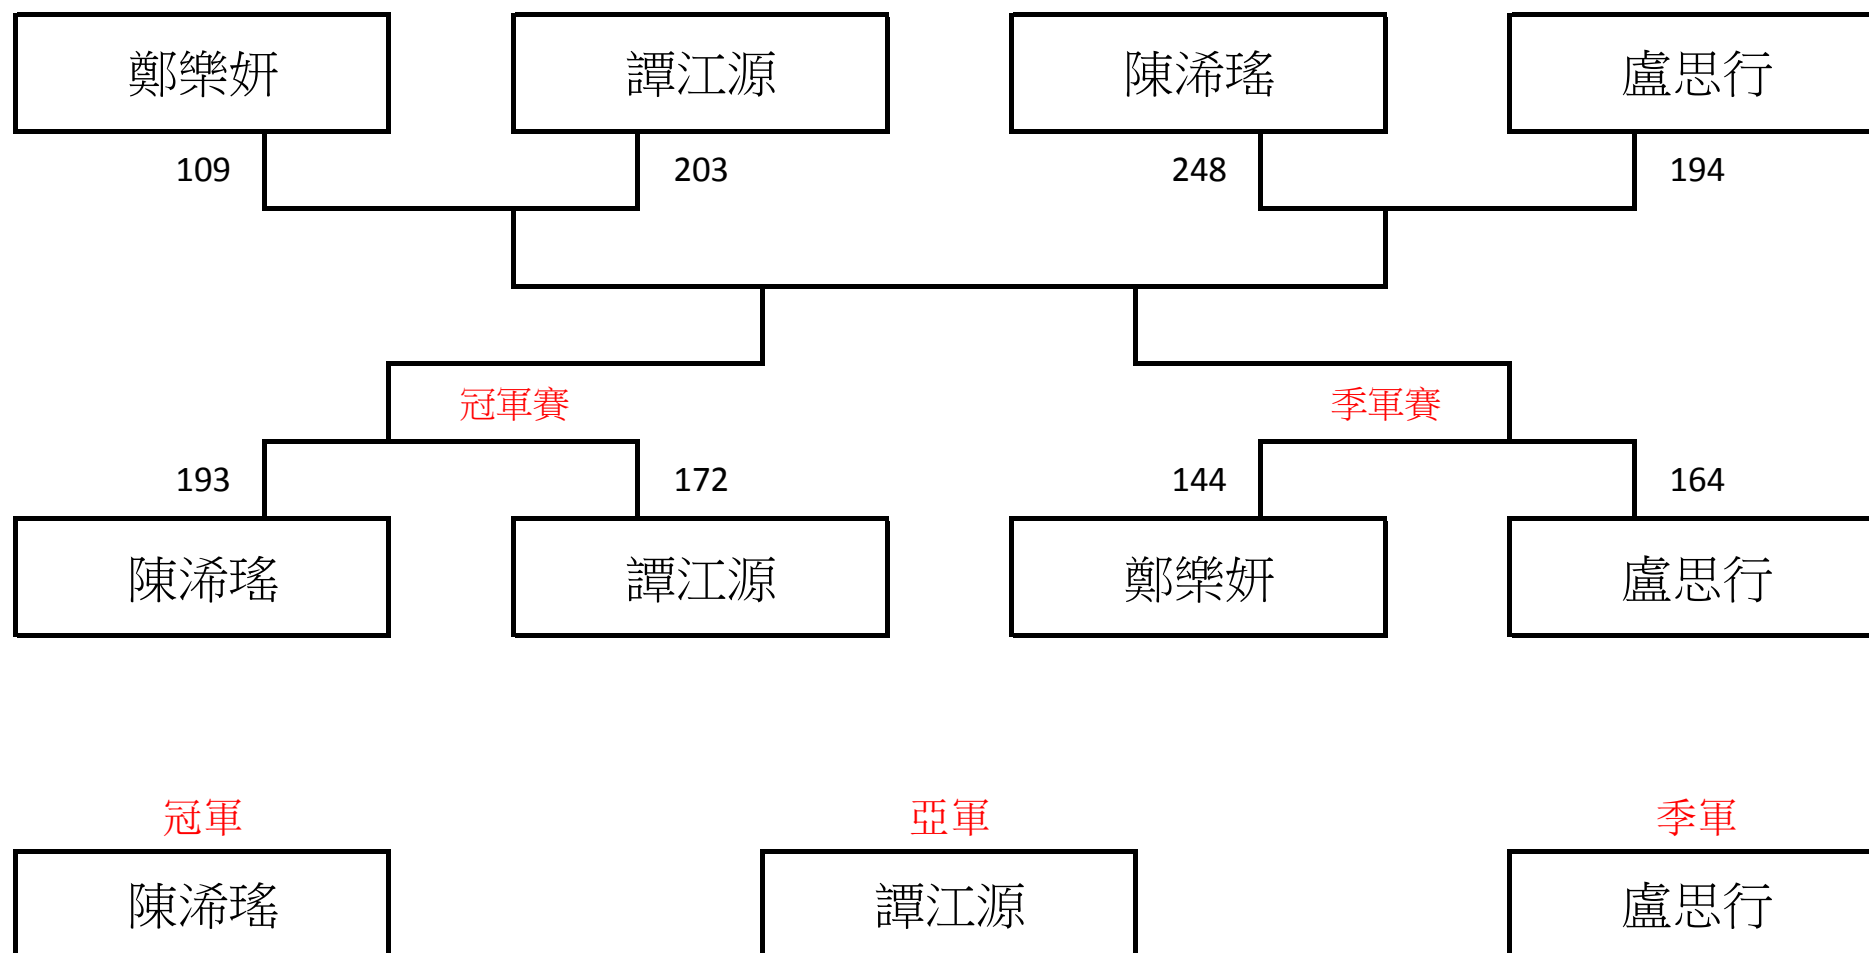 鄭樂妍 譚江源 陳浠瑤 盧思行
109 203 248 194
冠軍賽 季軍賽
193 172 144 164
陳浠瑤 譚江源 鄭樂妍 盧思行
冠軍 亞軍 季軍
陳浠瑤 譚江源 盧思行